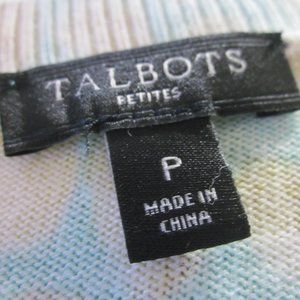 TALBOTS
PETITES
P
MADE IN
CHINA